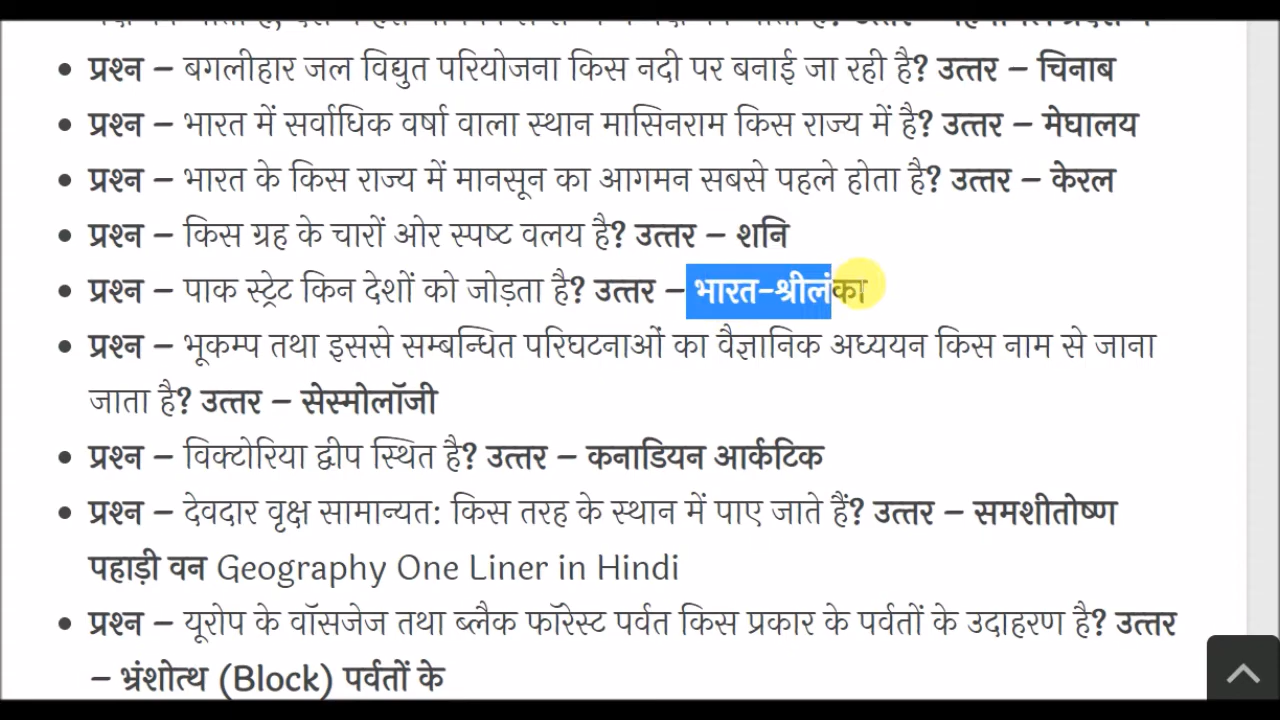 प्रश्न – बगलीहार जल विद्युत परियोजना किस नदी पर बनाई जा रही है? उत्तर – चिनाब
प्रश्न – भारत में सर्वाधिक वर्षा वाला स्थान मासिनराम किस राज्य में है? उत्तर – मेघालय
प्रश्न – भारत के किस राज्य में मानसून का आगमन सबसे पहले होता है? उत्तर – केरल
प्रश्न – किस ग्रह के चारों ओर स्पष्ट वलय है? उत्तर – शनि
प्रश्न – पाक स्ट्रेट किन देशों को जोड़ता है? उत्तर – भारत-श्रीलंका
प्रश्न – भूकम्प तथा इससे सम्बन्धित परिघटनाओं का वैज्ञानिक अध्ययन किस नाम से जाना
जाता है? उत्तर – सेस्मोलॉजी
प्रश्न – विक्टोरिया द्वीप स्थित है? उत्तर – कनाडियन आर्कटिक
प्रश्न – देवदार वृक्ष सामान्यत: किस तरह के स्थान में पाए जाते हैं? उत्तर – समशीतोष्ण
पहाड़ी वन Geography One Liner in Hindi
प्रश्न – यूरोप के वॉसजेज तथा ब्लैक फॉरेस्ट पर्वत किस प्रकार के पर्वतों के उदाहरण है? उत्तर
– भ्रंशोत्थ (Block) पर्वतों के